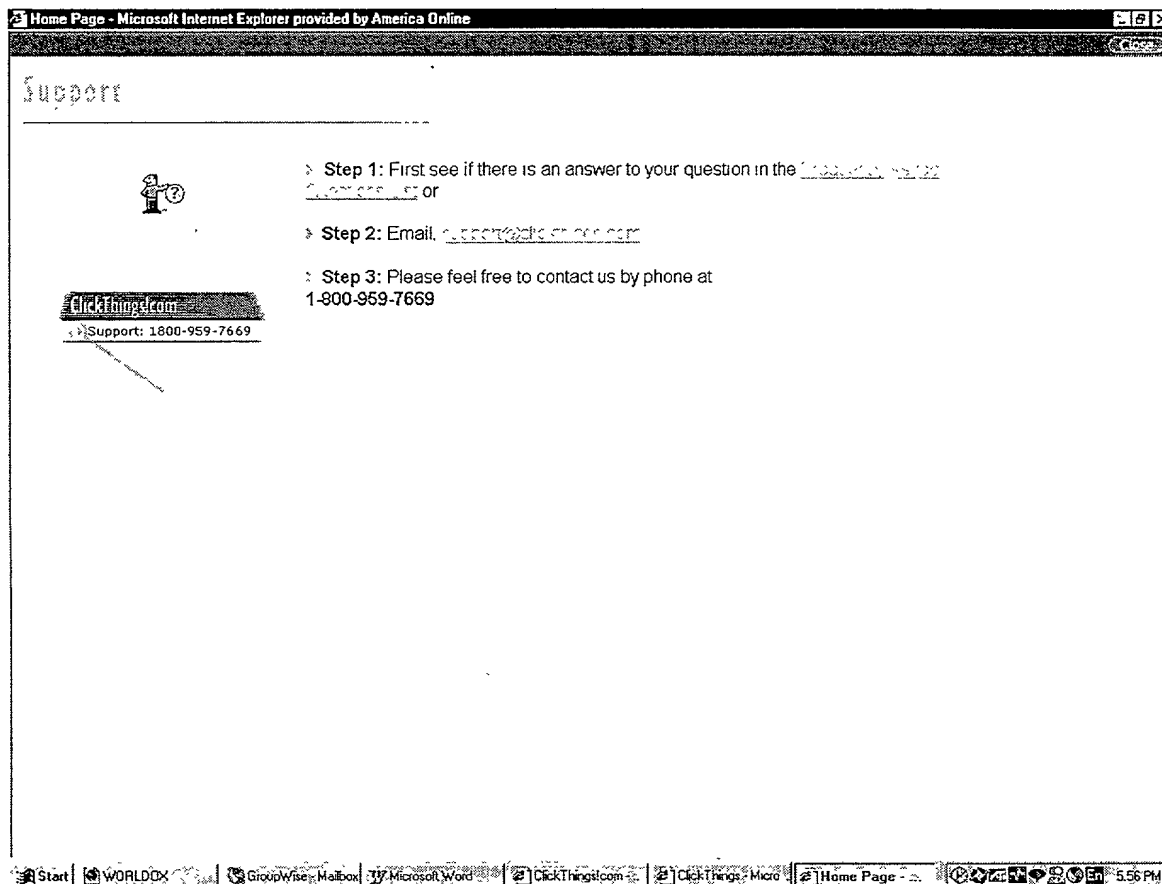 Home Page - Microsoft Internet Explorer provided by America Online
Close
Support
Step 1: First see if there is an answer to your question in the
or
Step 2: Email,
Step 3: Please feel free to contact us by phone at
1-800-959-7669
ClickThings!com
Support: 1800-959-7669
Start WORLDOX GroupWise - Mailbox Microsoft Word ClickThings!com - ClickThings - Micro Home Page - 5:56 PM